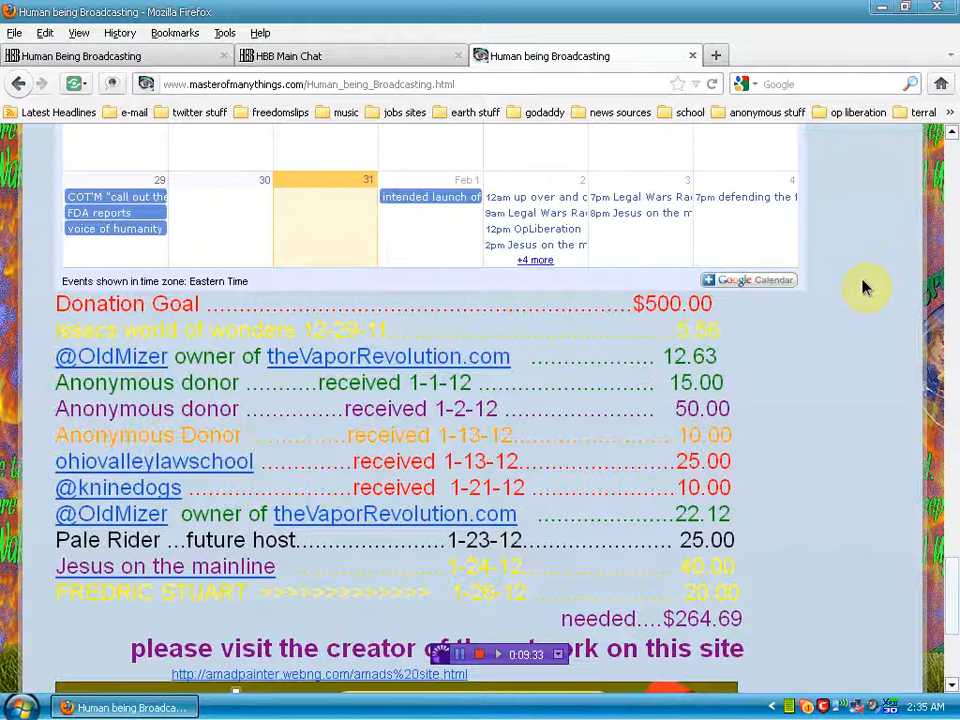 Human being Broadcasting - Mozilla Firefox
File Edit View History Bookmarks Tools Help
HBB Human Being Broadcasting HBB HBB Main Chat Human being Broadcasting
www.masterofmanythings.com/Human_being_Broadcasting.html Google
Latest Headlines e-mail twitter stuff freedomslips music jobs sites earth stuff godaddy news sources school anonymous stuff op liberation terral
29 30 31 Feb 1 2 3 4
COT'M "call out the intended launch of 12am up over and 7pm Legal Wars Ra 7pm defending the
FDA reports 9am Legal Wars Ra 8pm Jesus on the m
voice of humanity 12pm OpLiberation
2pm Jesus on the m
+4 more
Events shown in time zone: Eastern Time Google Calendar
Donation Goal ......................................................................$500.00
issacs world of wonders 12-29-11...............................................5.56
@OldMizer owner of theVaporRevolution.com .................... 12.63
Anonymous donor ...........received 1-1-12 ............................ 15.00
Anonymous donor ...............received 1-2-12 ........................ 50.00
Anonymous Donor ...............received 1-13-12...................... 10.00
ohiovalleylawschool ..............received 1-13-12........................25.00
@kninedogs .........................received 1-21-12 ......................10.00
@OldMizer owner of theVaporRevolution.com .....................22.12
Pale Rider ...future host.......................1-23-12....................... 25.00
Jesus on the mainline .......................1-24-12...................... 40.00
FREDRIC STUART >>>>>>>>>>>>> 1-26-12 ...................... 20.00
needed....$264.69
please visit the creator of the network on this site
0:09:33
http://amadpainter.webng.com/amads%20site.html
Human being Broadca... 2:35 AM